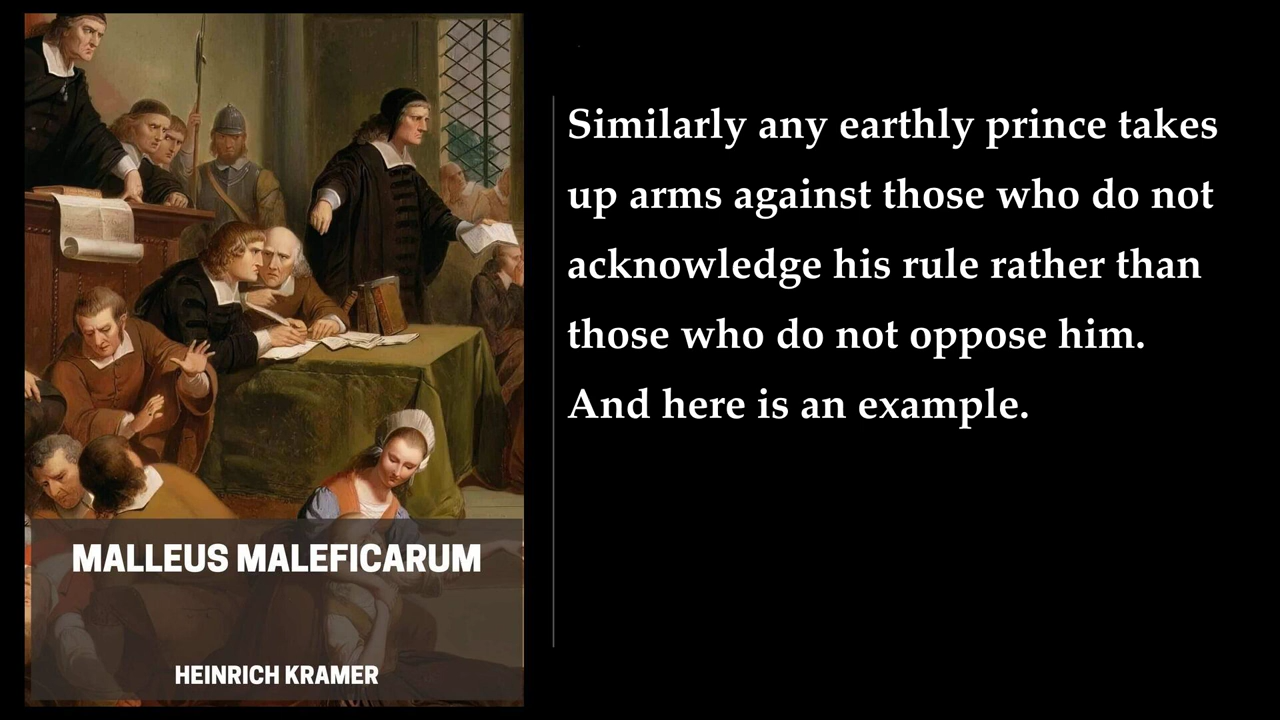 Similarly any earthly prince takes
up arms against those who do not
acknowledge his rule rather than
those who do not oppose him.
And here is an example.
MALLEUS MALEFICARUM
HEINRICH KRAMER